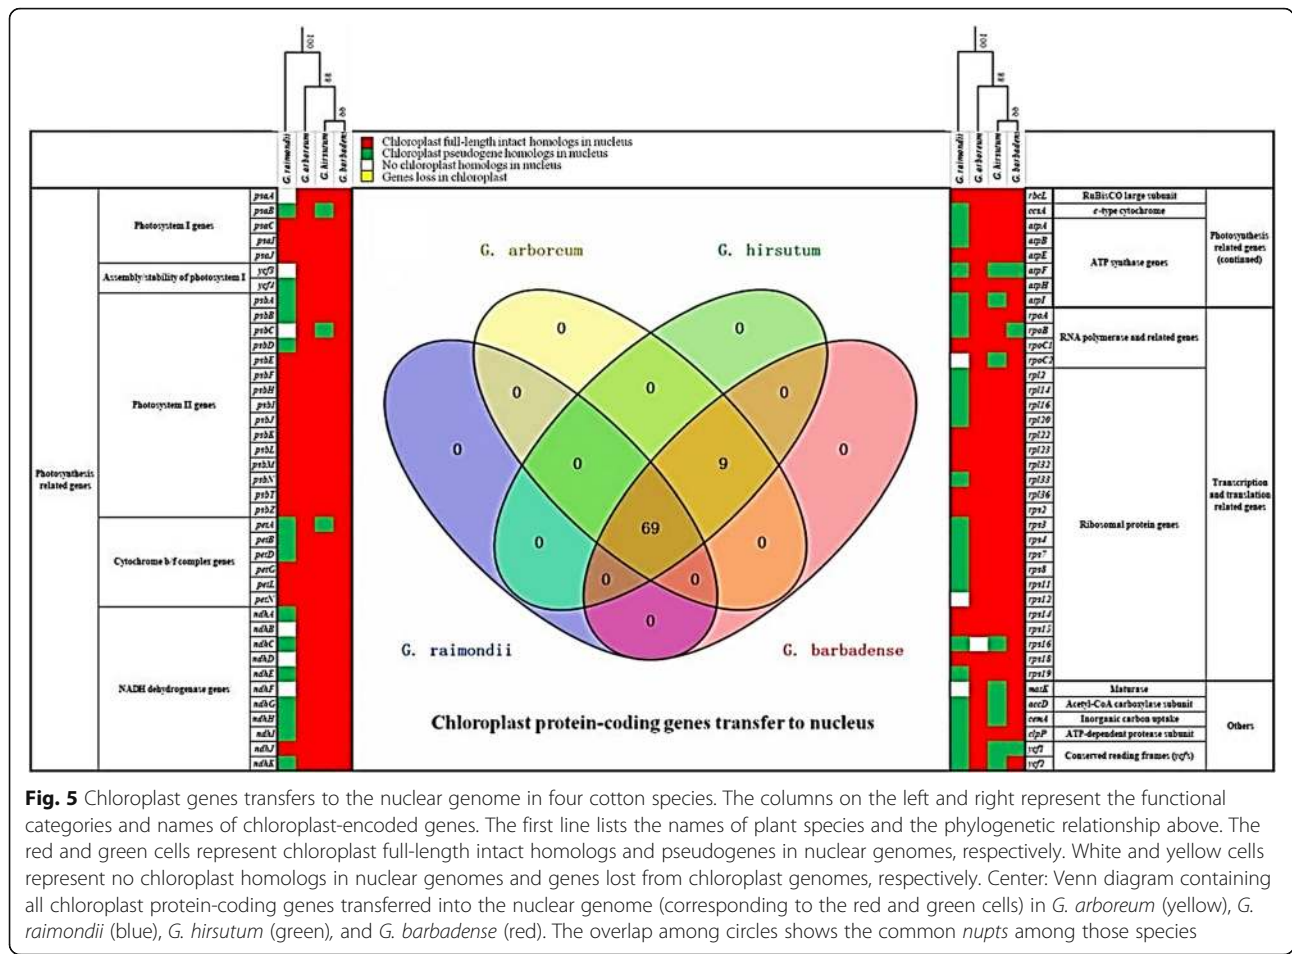 100
88
99
G. raimondii
G. arboreum
G. hirsutum
G. barbadens
Chloroplast full-length intact homologs in nucleus
Chloroplast pseudogene homologs in nucleus
No chloroplast homologs in nucleus
Genes loss in chloroplast
100
88
99
G. raimondii
G. arboreum
G. hirsutum
G. barbadens
Photosynthesis
related genes
Photosystem I genes
Assembly/stability of photosystem I
Photosystem II genes
Cytochrome b/f complex genes
NADH dehydrogenase genes
psaA
psaB
psaC
psaI
psaJ
ycf3
ycf4
psbA
psbB
psbC
psbD
psbE
psbF
psbH
psbI
psbJ
psbK
psbL
psbM
psbN
psbT
psbZ
petA
petB
petD
petG
petL
petN
ndhA
ndhB
ndhC
ndhD
ndhE
ndhF
ndhG
ndhH
ndhI
ndhJ
ndhK
G. arboreum
G. hirsutum
0
0
0
0
0
0
0
9
0
69
0
0
0
0
0
G. raimondii
G. barbadense
Chloroplast protein-coding genes transfer to nucleus
rbcL
ccsA
atpA
atpB
atpE
atpF
atpH
atpI
rpoA
rpoB
rpoC1
rpoC2
rpl2
rpl14
rpl16
rpl20
rpl22
rpl23
rpl32
rpl33
rpl36
rps2
rps3
rps4
rps7
rps8
rps11
rps12
rps14
rps15
rps16
rps18
rps19
matK
accD
cemA
clpP
ycf1
ycf2
RuBisCO large subunit
c-type cytochrome
ATP synthase genes
RNA polymerase and related genes
Ribosomal protein genes
Maturase
Acetyl-CoA carboxylase subunit
Inorganic carbon uptake
ATP-dependent protease subunit
Conserved reading frames (ycfs)
Photosynthesis
related genes
(continued)
Transcription
and translation
related genes
Others
Fig. 5 Chloroplast genes transfers to the nuclear genome in four cotton species. The columns on the left and right represent the functional
categories and names of chloroplast-encoded genes. The first line lists the names of plant species and the phylogenetic relationship above. The
red and green cells represent chloroplast full-length intact homologs and pseudogenes in nuclear genomes, respectively. White and yellow cells
represent no chloroplast homologs in nuclear genomes and genes lost from chloroplast genomes, respectively. Center: Venn diagram containing
all chloroplast protein-coding genes transferred into the nuclear genome (corresponding to the red and green cells) in G. arboreum (yellow), G.
raimondii (blue), G. hirsutum (green), and G. barbadense (red). The overlap among circles shows the common nupts among those species